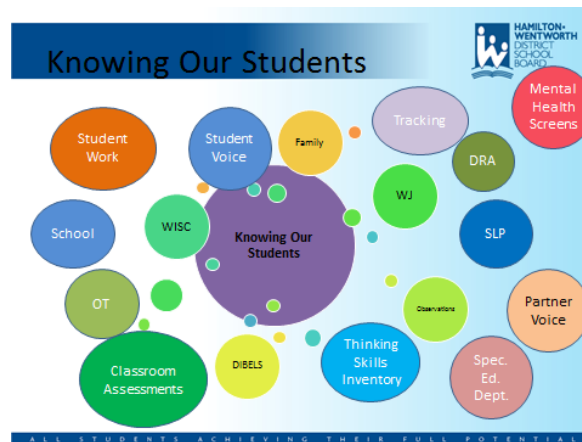 HAMILTON-
WENTWORTH
DISTRICT
SCHOOL
BOARD
Knowing Our Students
Mental
Health
Screens
Student
Work
Student
Voice
Family
Tracking
DRA
School
WISC
Knowing Our
Students
WJ
SLP
OT
Observations
Partner
Voice
Classroom
Assessments
DIBELS
Thinking
Skills
Inventory
Spec.
Ed.
Dept.
ALL STUDENTS ACHIEVING THEIR FULL POTENTIAL